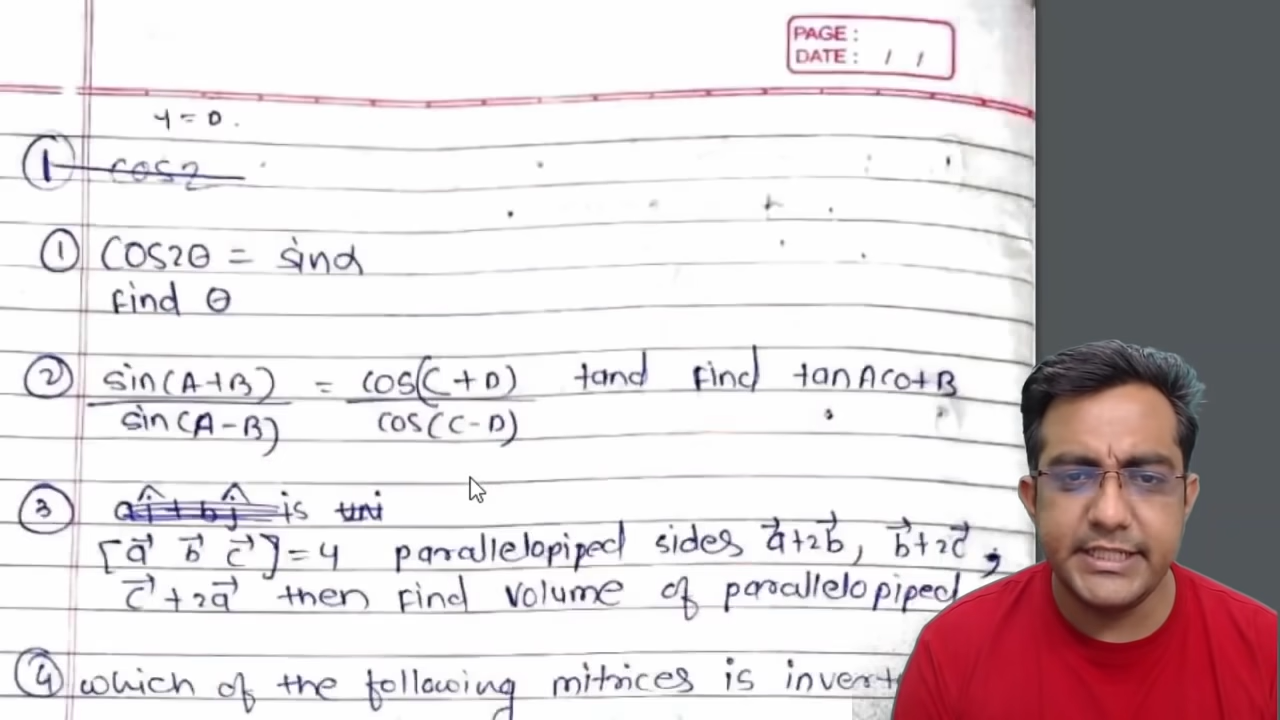 PAGE :
DATE : / /
y = 0 .
① cos2
① cos2θ = sinα
find θ
② sin(A+B) / sin(A-B) = cos(C+D) / cos(C-D) tand find tanAcotB
③ aî + bĵ is uni
[a⃗ b⃗ c⃗] = 4 parallelopiped sides a⃗+2b⃗, b⃗+2c⃗,
c⃗+2a⃗ then find volume of parallelopiped
④ which of the following mitrices is invert